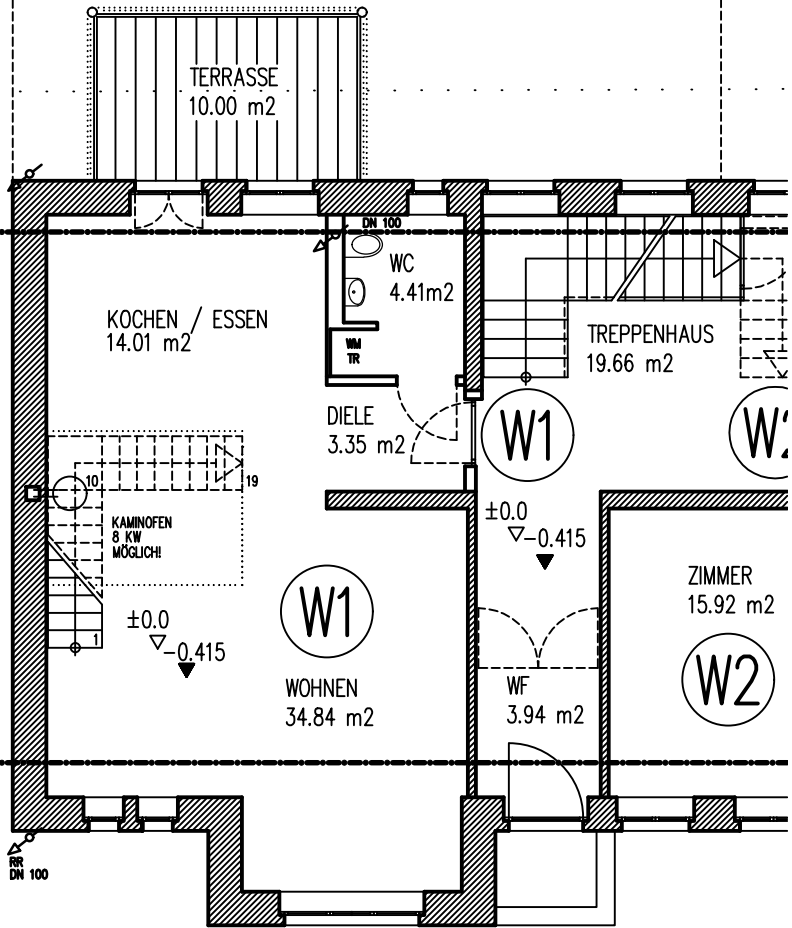 TERRASSE
10.00 m2
DN 100
WC
4.41m2
KOCHEN / ESSEN
14.01 m2
WM
TR
TREPPENHAUS
19.66 m2
DIELE
3.35 m2
W1
W2
10
19
KAMINOFEN
8 KW
MÖGLICH!
±0.0
-0.415
ZIMMER
15.92 m2
W1
±0.0
-0.415
1
WOHNEN
34.84 m2
WF
3.94 m2
W2
RR
DN 100